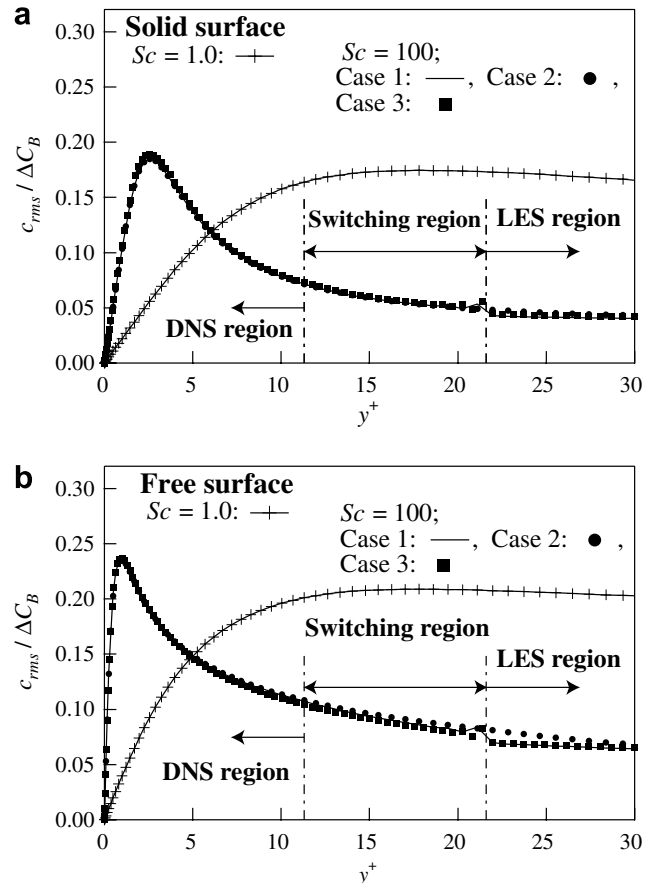 a
Solid surface
Sc = 1.0:
Sc = 100;
Case 1: , Case 2: ,
Case 3:
Switching region
LES region
DNS region
c_rms / ΔC_B
0.32
0.30
0.25
0.20
0.15
0.10
0.05
0.00
0 5 10 15 20 25 30
y^+
b
Free surface
Sc = 1.0:
Sc = 100;
Case 1: , Case 2: ,
Case 3:
Switching region
LES region
DNS region
c_rms / ΔC_B
0.30
0.25
0.20
0.15
0.10
0.05
0.00
0 5 10 15 20 25 30
y^+